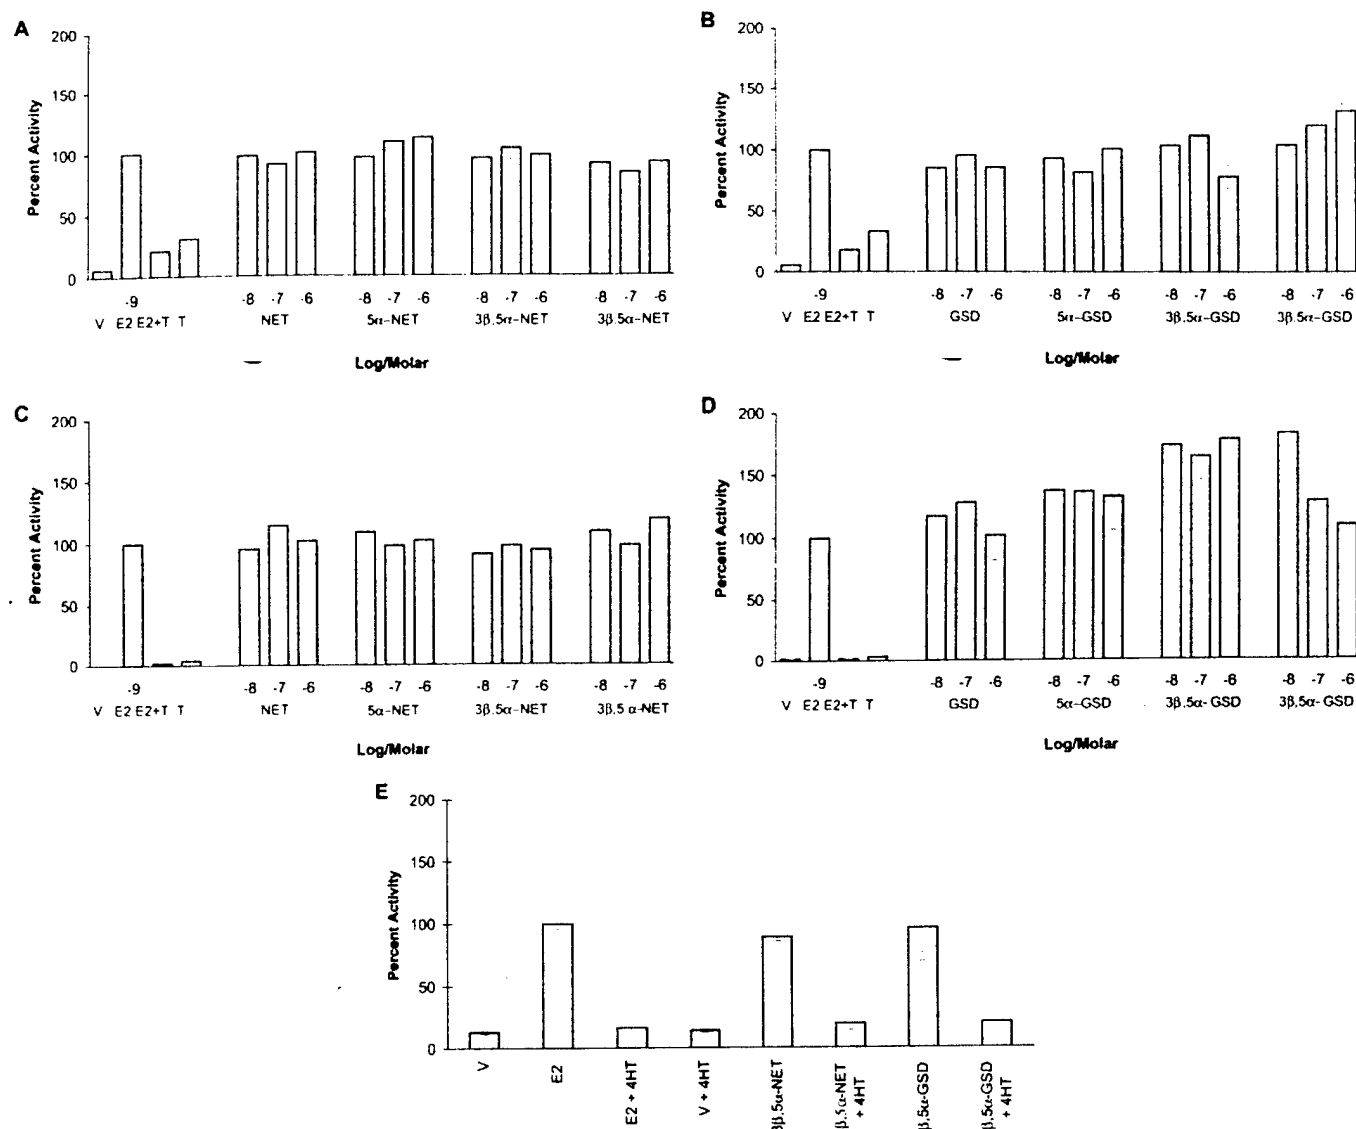 A
200
150
100
50
0
Percent Activity
-9
-8 -7 -6
-8 -7 -6
-8 -7 -6
-8 -7 -6
V E2 E2+T T
NET
5α-NET
3β,5α-NET
3β,5α-NET
Log/Molar
B
200
150
100
50
0
Percent Activity
-9
-8 -7 -6
-8 -7 -6
-8 -7 -6
-8 -7 -6
V E2 E2+T T
GSD
5α-GSD
3β,5α-GSD
3β,5α-GSD
Log/Molar
C
200
150
100
50
0
Percent Activity
-9
-8 -7 -6
-8 -7 -6
-8 -7 -6
-8 -7 -6
V E2 E2+T T
NET
5α-NET
3β,5α-NET
3β,5 α-NET
Log/Molar
D
200
150
100
50
0
Percent Activity
-9
-8 -7 -6
-8 -7 -6
-8 -7 -6
-8 -7 -6
V E2 E2+T T
GSD
5α-GSD
3β,5α- GSD
3β,5α- GSD
Log/Molar
E
200
150
100
50
0
Percent Activity
V
E2
E2 + 4HT
V + 4HT
3β,5α-NET
β,5α-NET
+ 4HT
β,5α-GSD
β,5α-GSD
+ 4HT